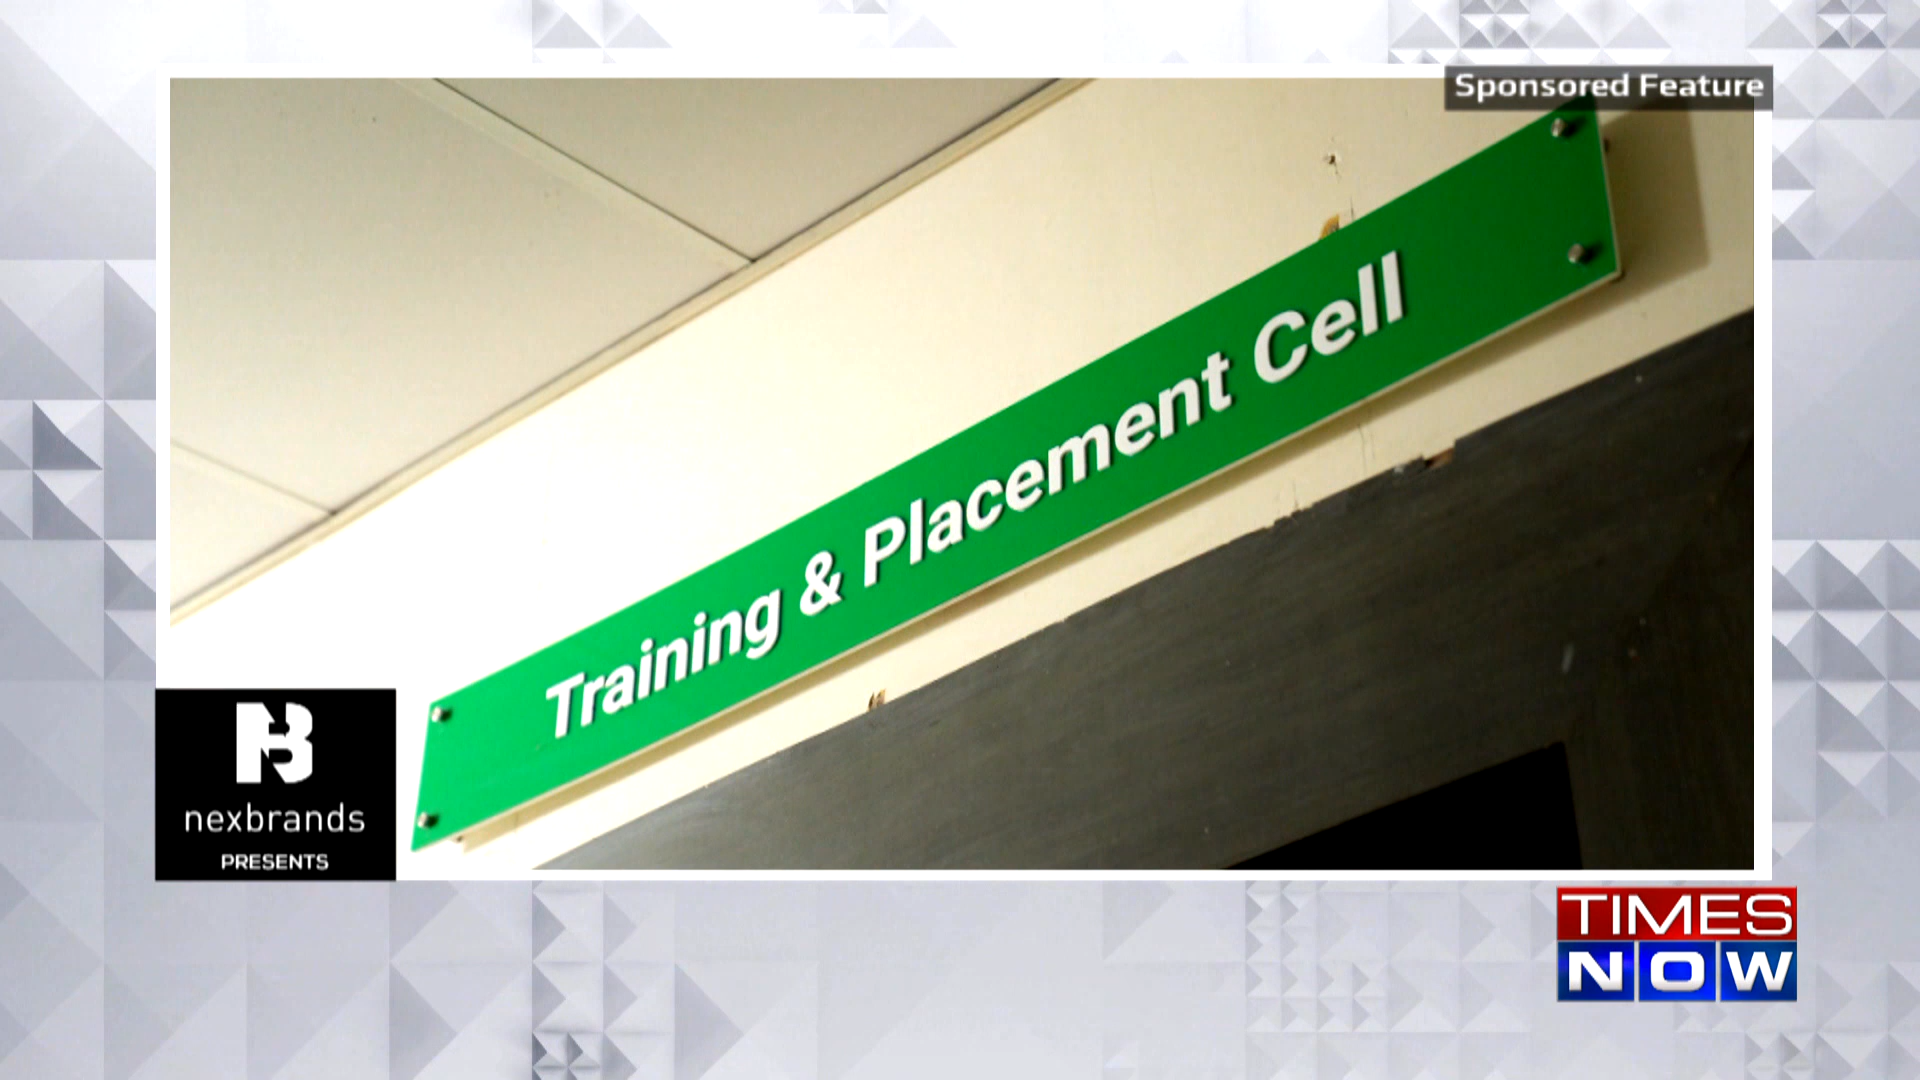 Sponsored Feature
Training & Placement Cell
nexbrands
PRESENTS
TIMES
NOW